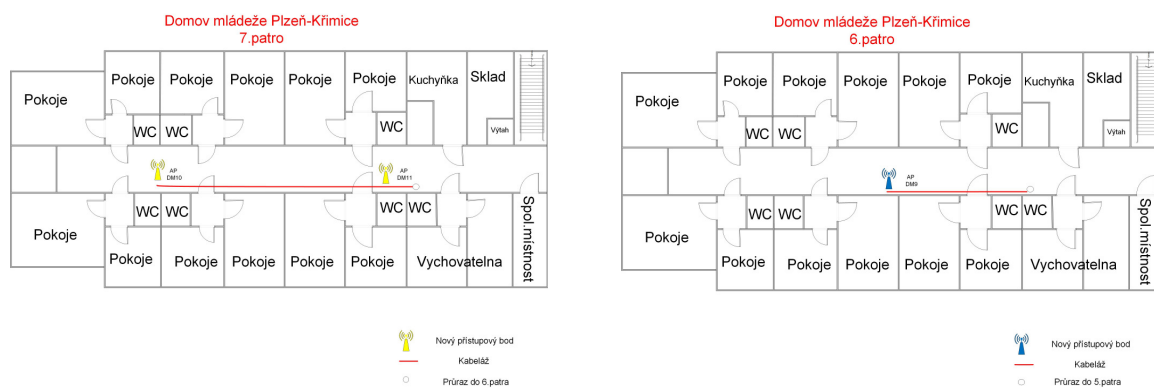 Domov mládeže Plzeň-Křimice
7.patro
Pokoje
Pokoje
Pokoje
Pokoje
Pokoje
Kuchyňka
Sklad
Pokoje
WC
WC
WC
Výtah
AP
DM10
AP
DM11
WC
WC
WC
WC
Spol.místnost
Pokoje
Pokoje
Pokoje
Pokoje
Pokoje
Pokoje
Vychovatelna
Nový přístupový bod
Kabeláž
Průraz do 6.patra
Domov mládeže Plzeň-Křimice
6.patro
Pokoje
Pokoje
Pokoje
Pokoje
Pokoje
Kuchyňka
Sklad
Pokoje
WC
WC
WC
Výtah
AP
DM9
WC
WC
WC
WC
Spol.místnost
Pokoje
Pokoje
Pokoje
Pokoje
Pokoje
Pokoje
Vychovatelna
Nový přístupový bod
Kabeláž
Průraz do 5.patra